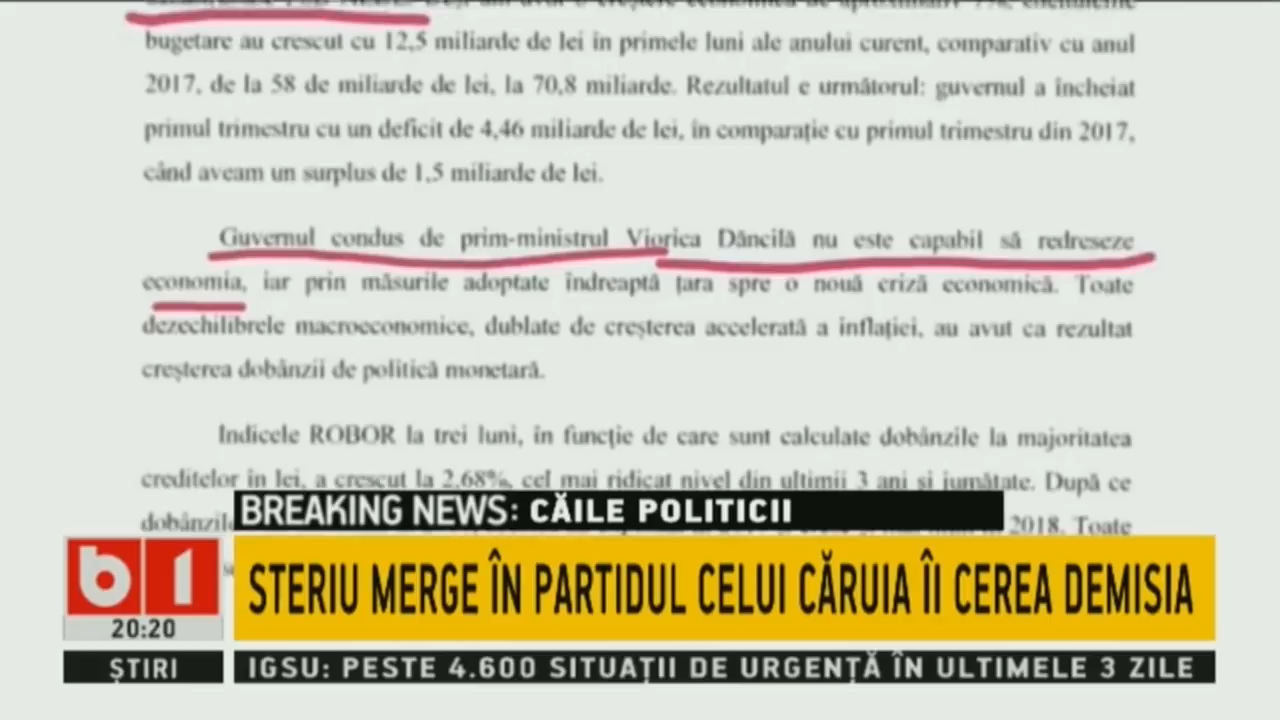 bugetare au crescut cu 12,5 miliarde de lei în primele luni ale anului curent, comparativ cu anul
2017, de la 58 de miliarde de lei, la 70,8 miliarde. Rezultatul e următorul: guvernul a încheiat
primul trimestru cu un deficit de 4,46 miliarde de lei, în comparație cu primul trimestru din 2017,
când aveam un surplus de 1,5 miliarde de lei.
Guvernul condus de prim-ministrul Viorica Dăncilă nu este capabil să redreseze
economia, iar prin măsurile adoptate îndreaptă țara spre o nouă criză economică. Toate
dezechilibrele macroeconomice, dublate de creșterea accelerată a inflației, au avut ca rezultat
creșterea dobânzii de politică monetară.
Indicele ROBOR la trei luni, în funcție de care sunt calculate dobânzile la majoritatea
creditelor în lei, a crescut la 2,68%, cel mai ridicat nivel din ultimii 3 ani și jumătate. După ce
2018. Toate
BREAKING NEWS: CĂILE POLITICII
b1
STERIU MERGE ÎN PARTIDUL CELUI CĂRUIA ÎI CEREA DEMISIA
20:20
ȘTIRI
IGSU: PESTE 4.600 SITUAȚII DE URGENȚĂ ÎN ULTIMELE 3 ZILE